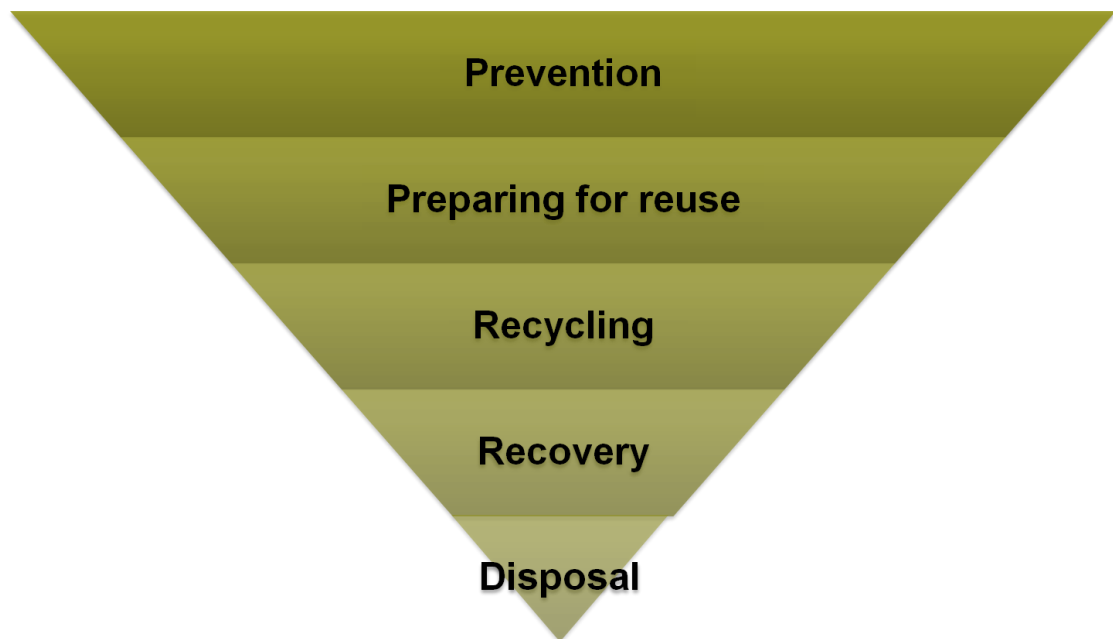 Prevention
Preparing for reuse
Recycling
Recovery
Disposal